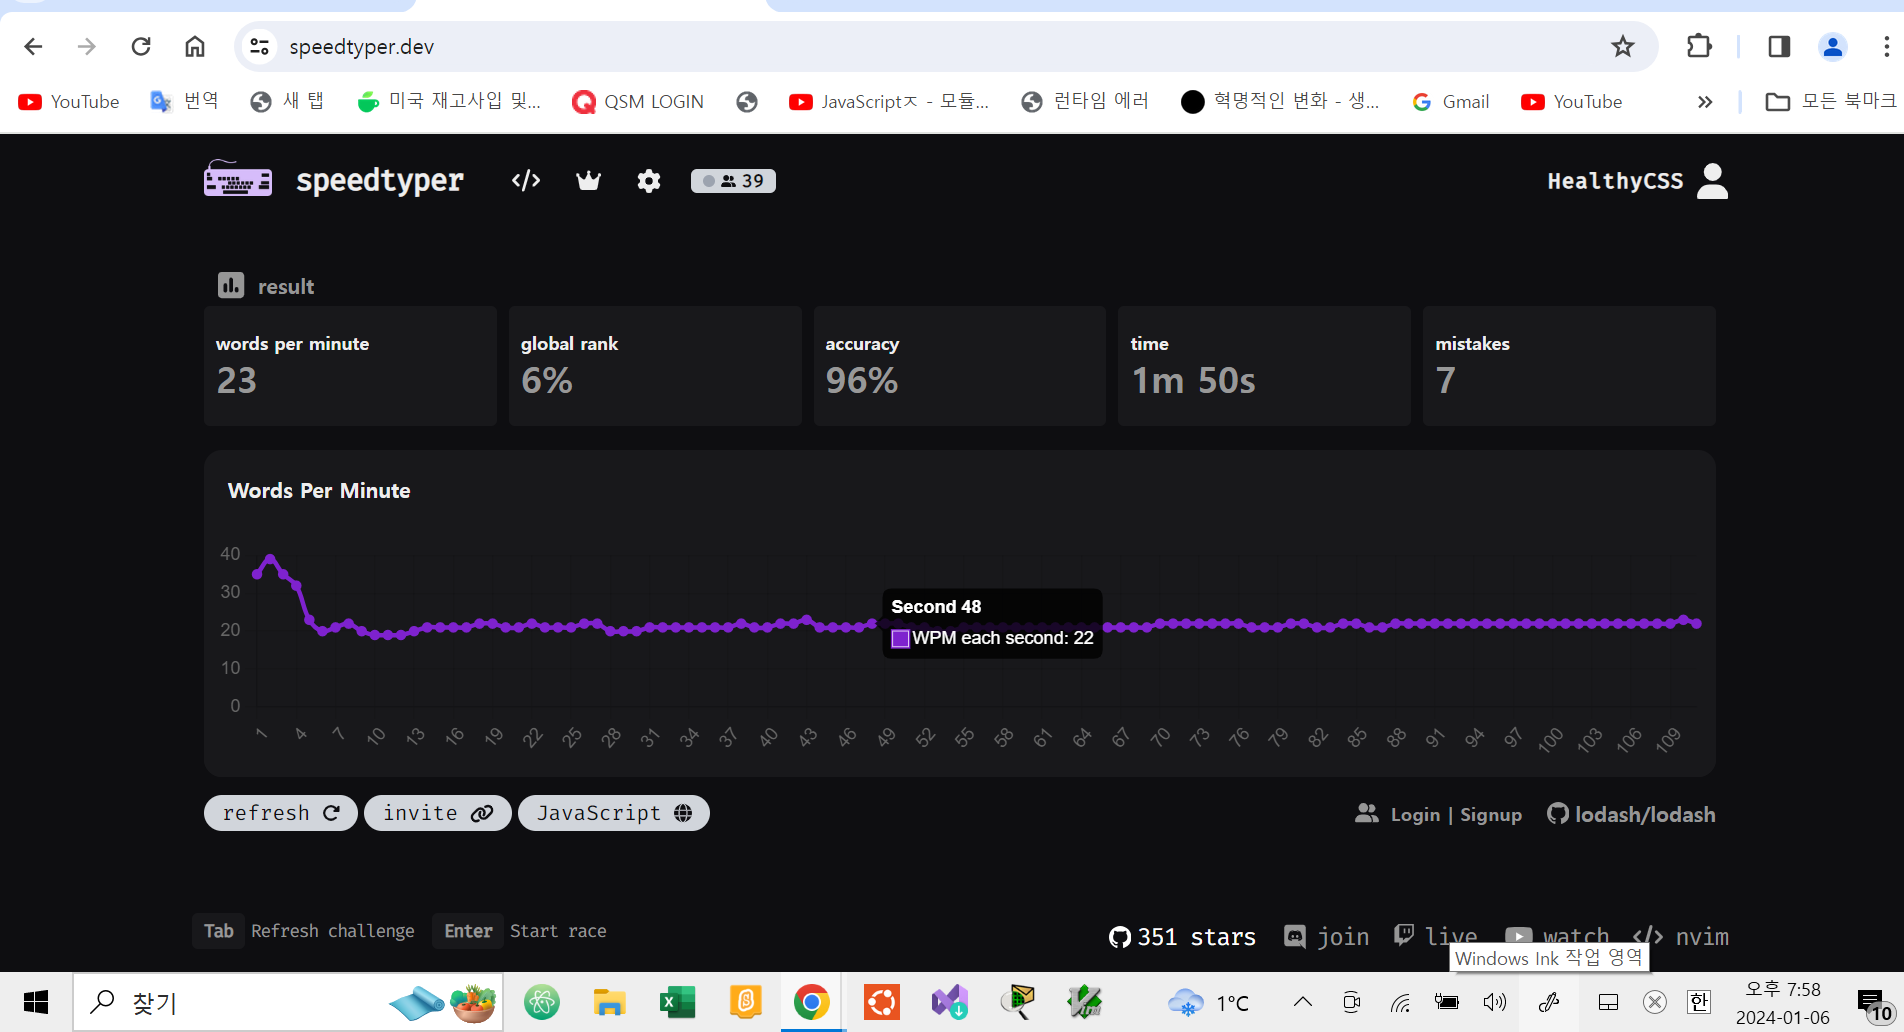 speedtyper.dev
YouTube 번역 새 탭 미국 재고사입 및... QSM LOGIN JavaScriptㅈ - 모듈... 런타임 에러 혁명적인 변화 - 생... Gmail YouTube » 모든 북마크
speedtyper </> 39 HealthyCSS
result
words per minute
23
global rank
6%
accuracy
96%
time
1m 50s
mistakes
7
Words Per Minute
40
30
20
10
0
Second 48
WPM each second: 22
1 4 7 10 13 16 19 22 25 28 31 34 37 40 43 46 49 52 55 58 61 64 67 70 73 76 79 82 85 88 91 94 97 100 103 106 109
refresh invite JavaScript Login | Signup lodash/lodash
Tab Refresh challenge Enter Start race 351 stars join live watch </> nvim
Windows Ink 작업 영역
찾기 1°C 한 오후 7:58
2024-01-06 10